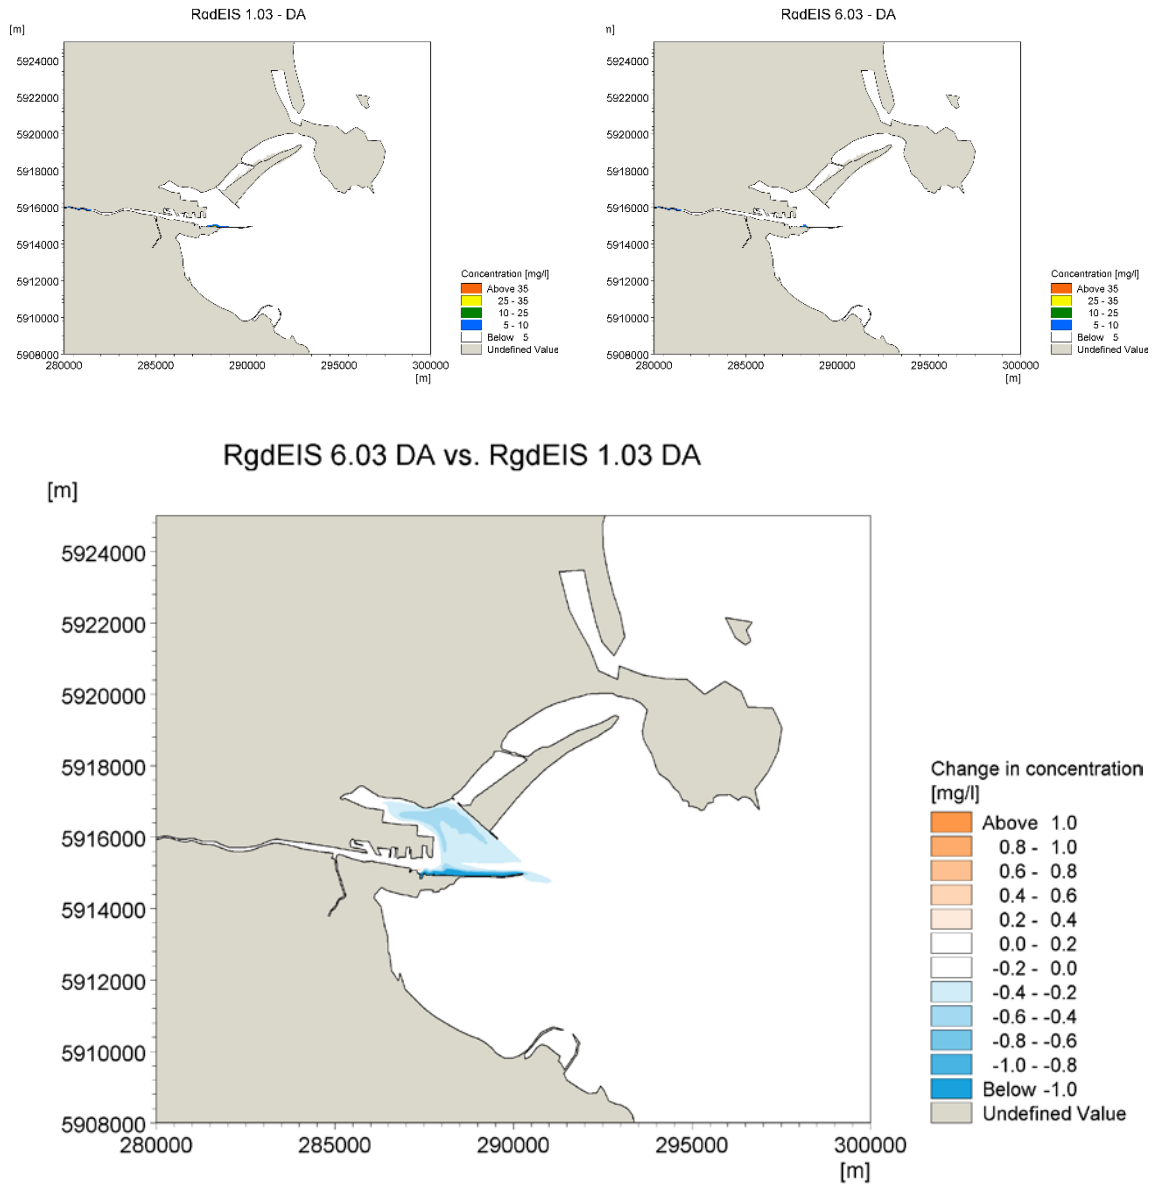 RgdEIS 1.03 - DA
[m]
5924000
5922000
5920000
5918000
5916000
5914000
5912000
5910000
5908000
280000 285000 290000 295000 300000
[m]
Concentration [mg/l]
Above 35
25 - 35
10 - 25
5 - 10
Below 5
Undefined Value
RgdEIS 6.03 - DA
n]
5924000
5922000
5920000
5918000
5916000
5914000
5912000
5910000
5908000
280000 285000 290000 295000 300000
[m]
Concentration [mg/l]
Above 35
25 - 35
10 - 25
5 - 10
Below 5
Undefined Value
RgdEIS 6.03 DA vs. RgdEIS 1.03 DA
[m]
5924000
5922000
5920000
5918000
5916000
5914000
5912000
5910000
5908000
280000 285000 290000 295000 300000
[m]
Change in concentration
[mg/l]
Above 1.0
0.8 - 1.0
0.6 - 0.8
0.4 - 0.6
0.2 - 0.4
0.0 - 0.2
-0.2 - 0.0
-0.4 - -0.2
-0.6 - -0.4
-0.8 - -0.6
-1.0 - -0.8
Below -1.0
Undefined Value